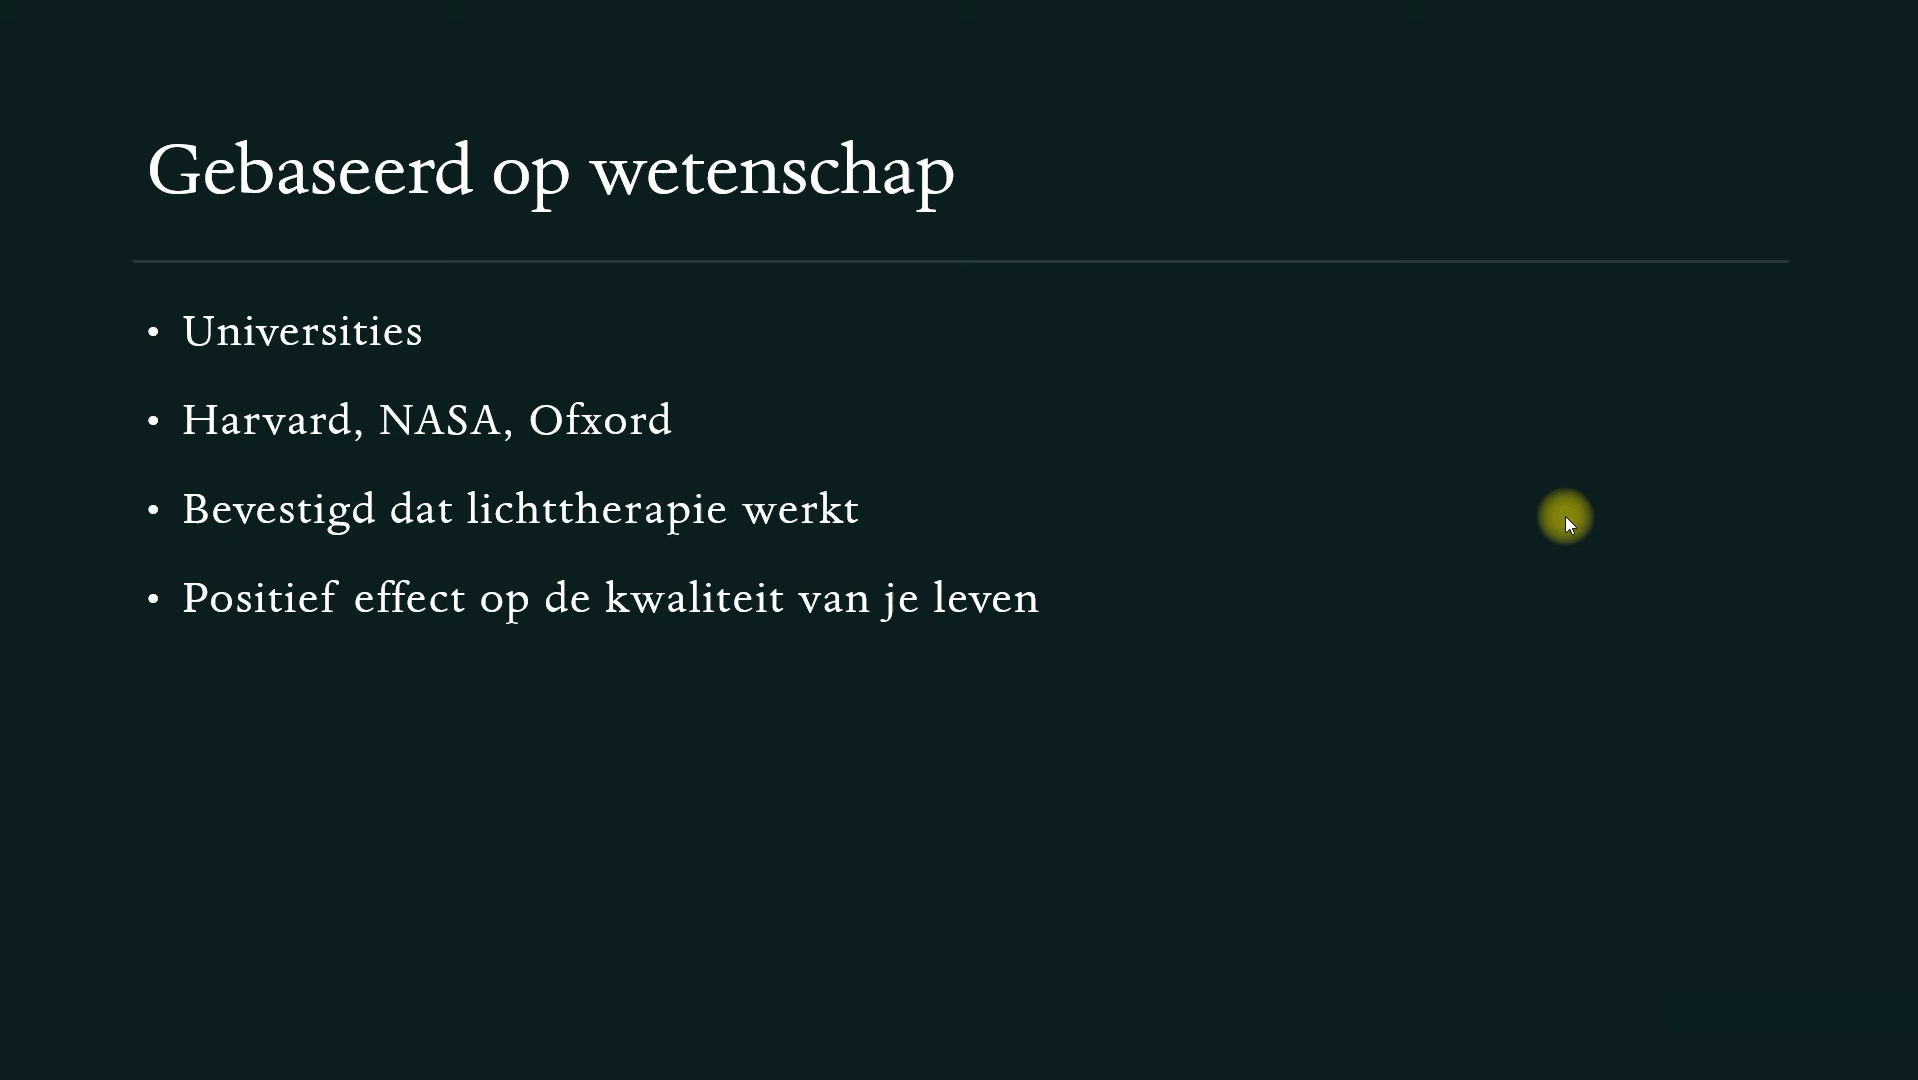 Gebaseerd op wetenschap
• Universities
• Harvard, NASA, Ofxord
• Bevestigd dat lichttherapie werkt
• Positief effect op de kwaliteit van je leven